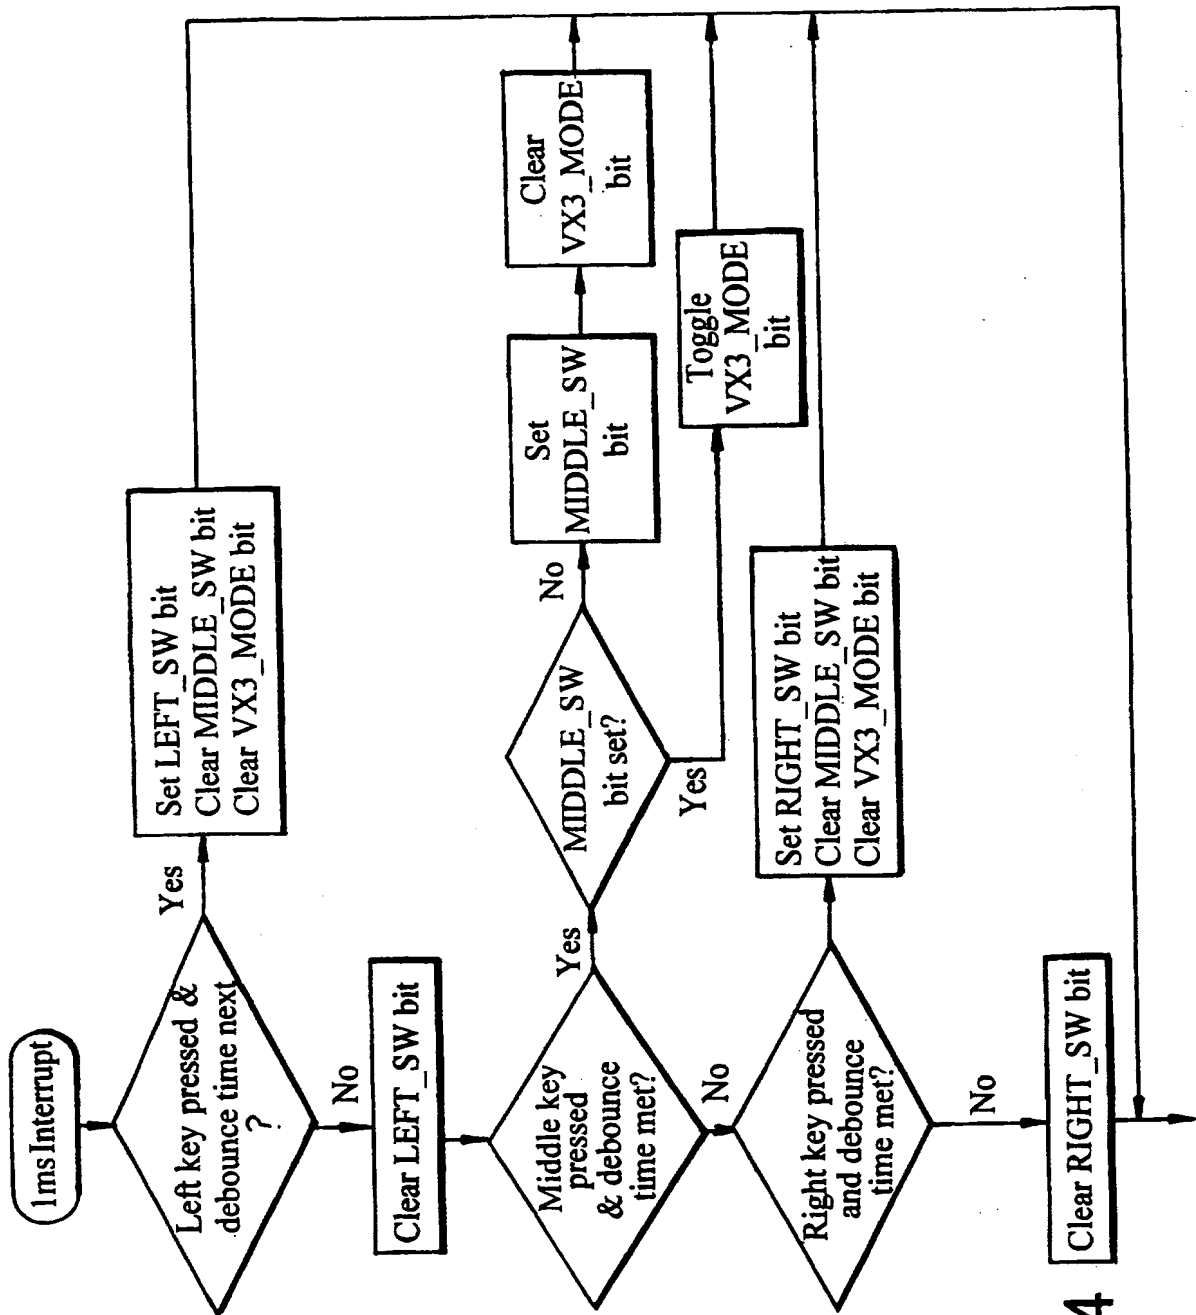 1ms Interrupt
Left key pressed &
debounce time next
?
Yes
Set LEFT_SW bit
Clear MIDDLE_SW bit
Clear VX3_MODE bit
No
Clear LEFT_SW bit
Middle key
pressed
& debounce
time met?
Yes
MIDDLE_SW
bit set?
No
Set
MIDDLE_SW
bit
Clear
VX3_MODE
bit
Yes
Toggle
VX3_MODE
bit
No
Right key pressed
and debounce
time met?
Set RIGHT_SW bit
Clear MIDDLE_SW bit
Clear VX3_MODE bit
No
Clear RIGHT_SW bit
4